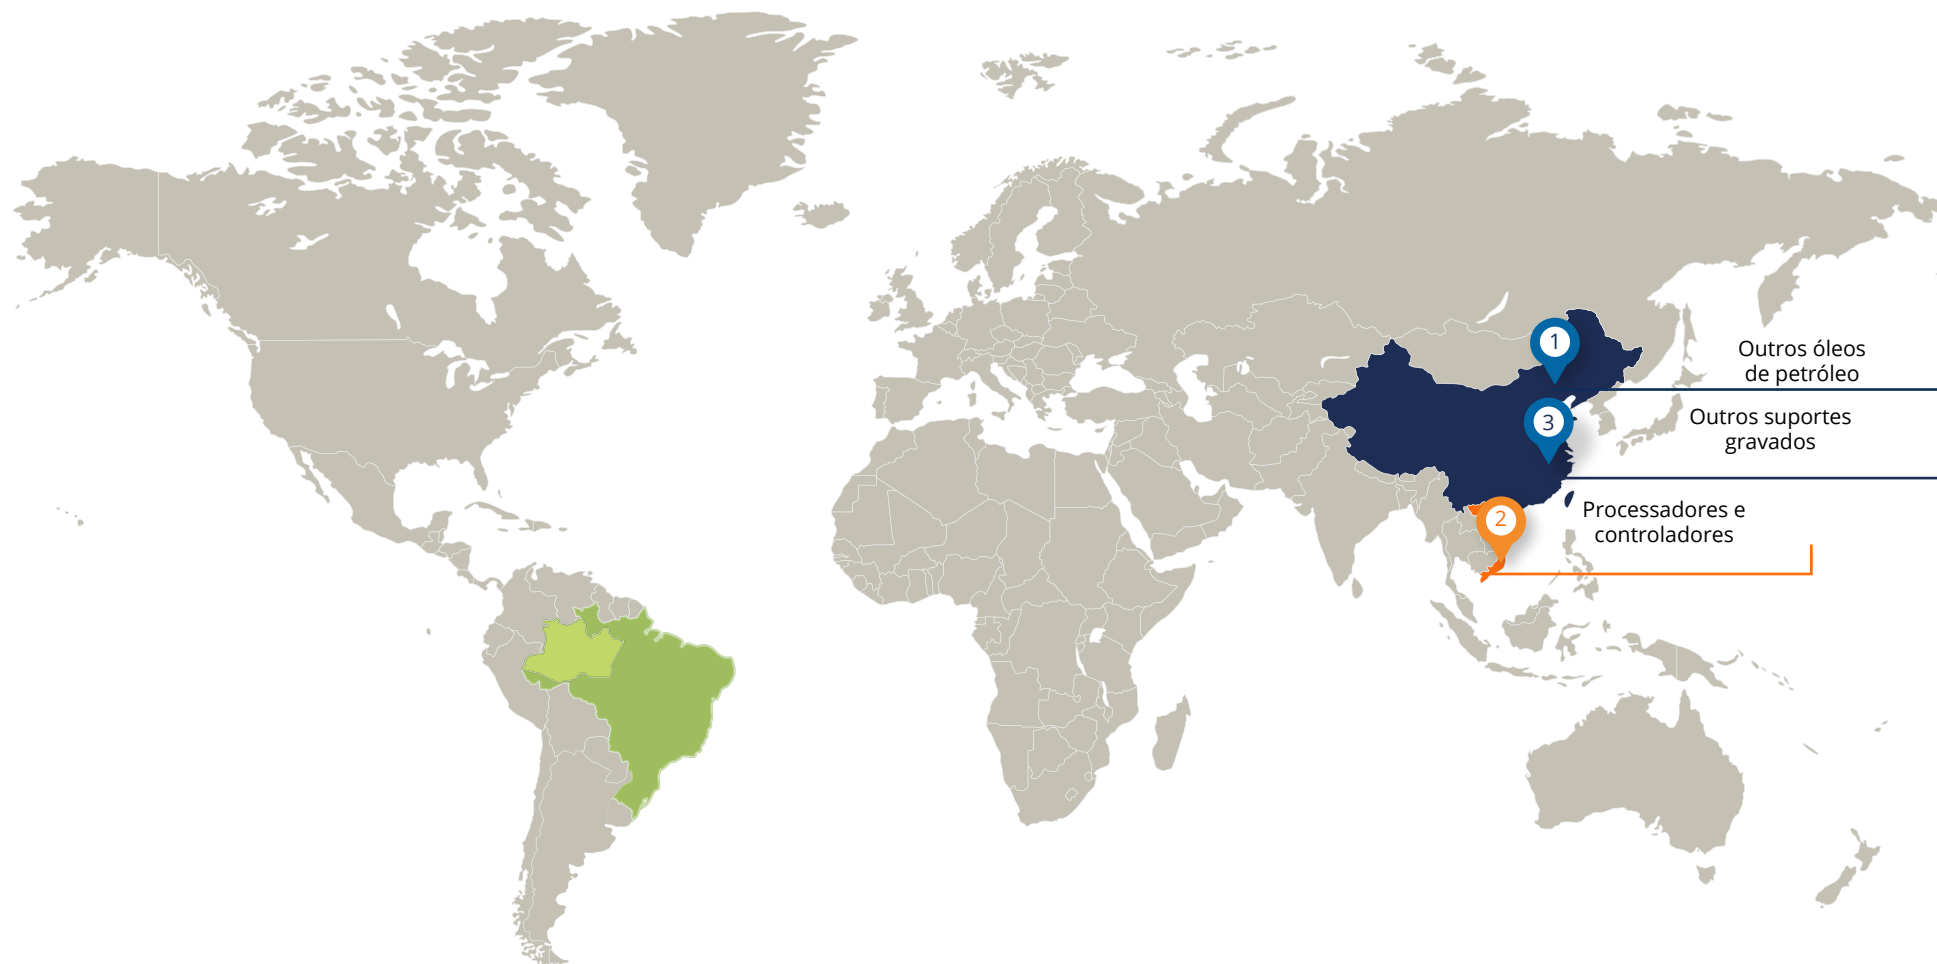 1
Outros óleos
de petróleo
3
Outros suportes
gravados
2
Processadores e
controladores